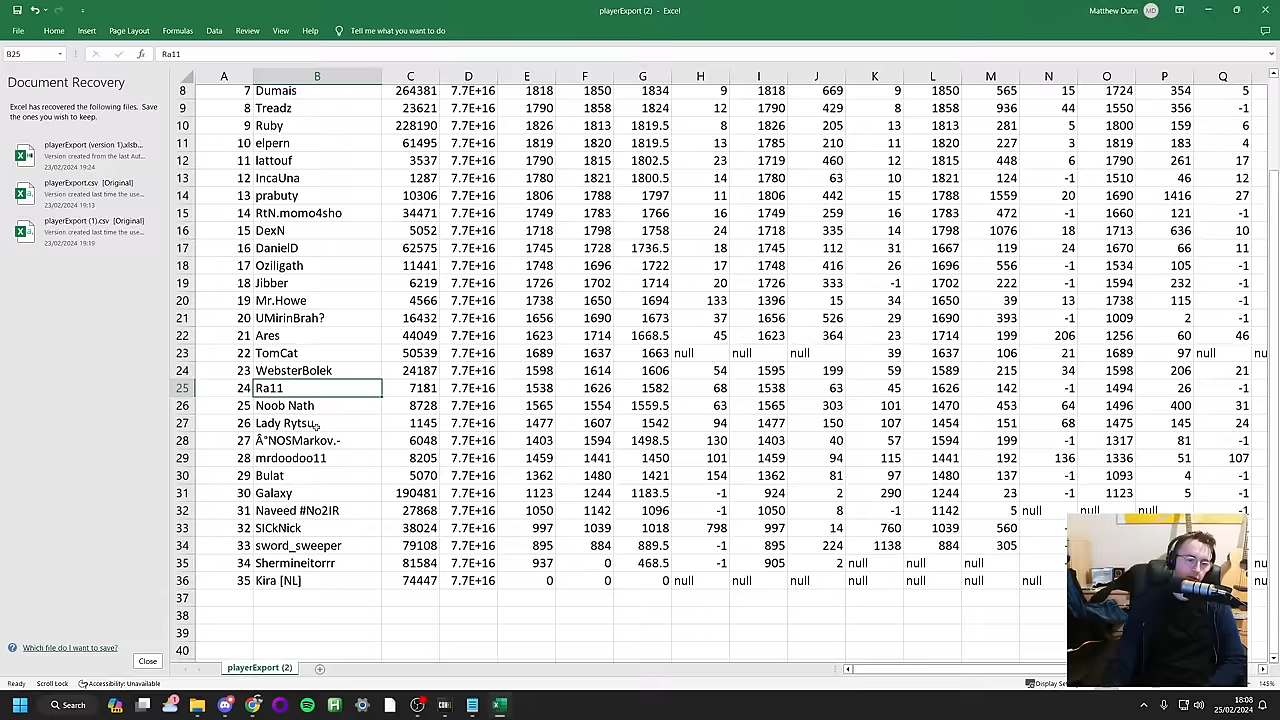 playerExport (2) - Excel
Matthew Dunn MD
File Home Insert Page Layout Formulas Data Review View Help Tell me what you want to do
B25 fx Ra11
Document Recovery
Excel has recovered the following files. Save
the ones you wish to keep.
playerExport (version 1).xlsb...
Version created from the last Aut...
23/02/2024 19:24
playerExport.csv [Original]
Version created last time the use...
23/02/2024 19:13
playerExport (1).csv [Original]
Version created last time the use...
23/02/2024 19:19
Which file do I want to save?
Close
A B C D E F G H I J K L M N O P Q
8 7 Dumais 264381 7.7E+16 1818 1850 1834 9 1818 669 9 1850 565 15 1724 354 5
9 8 Treadz 23621 7.7E+16 1790 1858 1824 12 1790 429 8 1858 936 44 1550 356 -1
10 9 Ruby 228190 7.7E+16 1826 1813 1819.5 8 1826 205 13 1813 281 5 1800 159 6
11 10 elpern 61495 7.7E+16 1819 1820 1819.5 13 1785 210 11 1820 227 3 1819 183 4
12 11 lattouf 3537 7.7E+16 1790 1815 1802.5 11 1719 460 12 1815 448 6 1790 261 17
13 12 IncaUna 1287 7.7E+16 1780 1821 1800.5 14 1780 63 10 1821 124 -1 1510 46 12
14 13 prabuty 10306 7.7E+16 1806 1788 1797 11 1806 442 15 1788 1559 20 1690 1416 27
15 14 RtN.momo4sho 34471 7.7E+16 1749 1783 1766 16 1749 259 16 1783 472 -1 1660 121 -1
16 15 DexN 5052 7.7E+16 1718 1798 1758 24 1718 335 14 1798 1076 18 1713 636 10
17 16 DanielD 62575 7.7E+16 1745 1728 1736.5 18 1745 112 31 1667 119 24 1670 66 11
18 17 Oziligath 11441 7.7E+16 1748 1696 1722 17 1748 416 26 1696 556 -1 1534 105 -1
19 18 Jibber 6219 7.7E+16 1726 1702 1714 20 1726 333 -1 1702 222 -1 1594 232 -1
20 19 Mr.Howe 4566 7.7E+16 1738 1650 1694 133 1396 15 34 1650 39 13 1738 115 -1
21 20 UMirinBrah? 16432 7.7E+16 1656 1690 1673 37 1656 526 29 1690 393 -1 1009 2 -1
22 21 Ares 44049 7.7E+16 1623 1714 1668.5 45 1623 364 23 1714 199 206 1256 60 46
23 22 TomCat 50539 7.7E+16 1689 1637 1663 null null null 39 1637 106 21 1689 97 null nu
24 23 WebsterBolek 24187 7.7E+16 1598 1614 1606 54 1598 199 59 1589 215 34 1598 206 21
25 24 Ra11 7181 7.7E+16 1538 1626 1582 68 1538 63 45 1626 142 -1 1494 26 -1
26 25 Noob Nath 8728 7.7E+16 1565 1554 1559.5 63 1565 303 101 1470 453 64 1496 400 31
27 26 Lady Rytsu 1145 7.7E+16 1477 1607 1542 94 1477 150 107 1454 151 68 1475 145 24
28 27 Â°NOSMarkov.- 6048 7.7E+16 1403 1594 1498.5 130 1403 40 57 1594 199 -1 1317 81 -1
29 28 mrdoodoo11 8205 7.7E+16 1459 1441 1450 101 1459 94 115 1441 192 136 1336 51 107
30 29 Bulat 5070 7.7E+16 1362 1480 1421 154 1362 81 97 1480 137 -1 1093 4 -1
31 30 Galaxy 190481 7.7E+16 1123 1244 1183.5 -1 924 2 290 1244 23 -1 1123 5 -1
32 31 Naveed #No2IR 27868 7.7E+16 1050 1142 1096 -1 1050 8 -1 1142 5 null
33 32 SICkNick 38024 7.7E+16 997 1039 1018 798 997 14 760 1039 560
34 33 sword_sweeper 79108 7.7E+16 895 884 889.5 -1 895 224 1138 884 305
35 34 Shermineitorrr 81584 7.7E+16 937 0 468.5 -1 905 2 null null null nu
36 35 Kira [NL] 74447 7.7E+16 0 0 0 null null null null null null null nu
37
38
39
40
playerExport (2)
Ready Scroll Lock Accessibility: Unavailable Display Se 145%
Search
18:08
25/02/2024